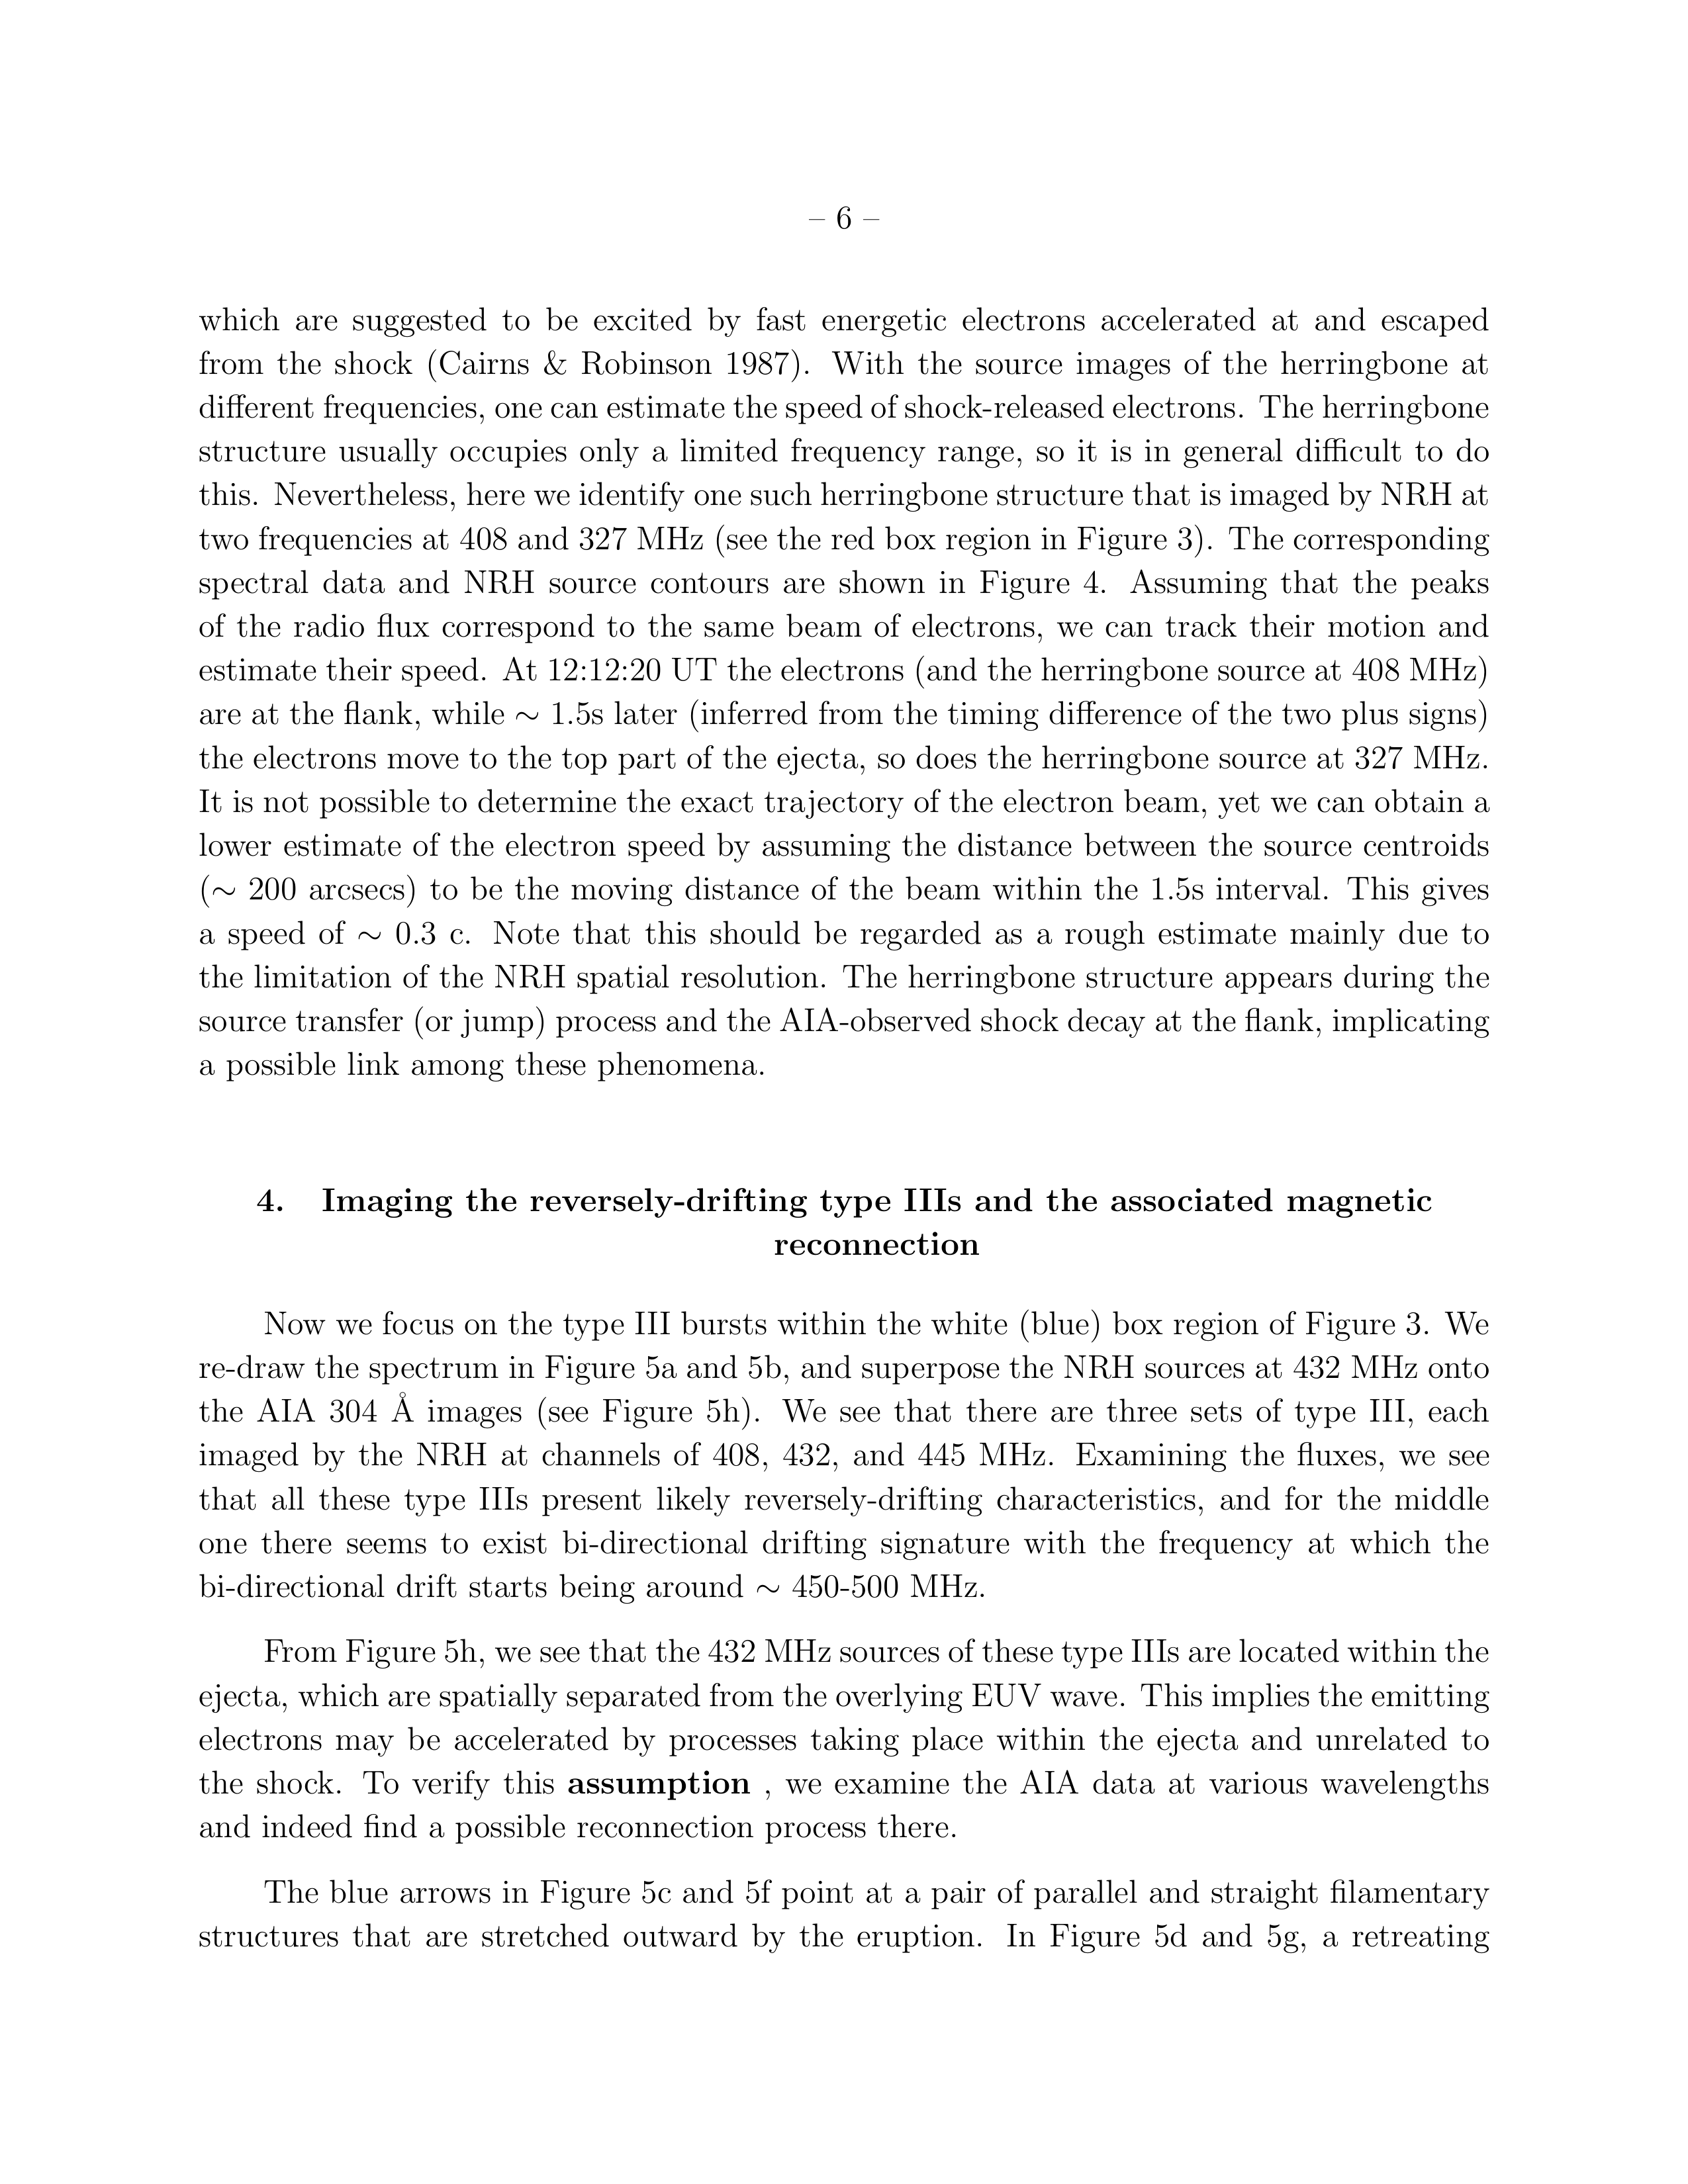 – 6 –
which are suggested to be excited by fast energetic electrons accelerated at and escaped
from the shock (Cairns & Robinson 1987). With the source images of the herringbone at
different frequencies, one can estimate the speed of shock-released electrons. The herringbone
structure usually occupies only a limited frequency range, so it is in general difficult to do
this. Nevertheless, here we identify one such herringbone structure that is imaged by NRH at
two frequencies at 408 and 327 MHz (see the red box region in Figure 3). The corresponding
spectral data and NRH source contours are shown in Figure 4. Assuming that the peaks
of the radio flux correspond to the same beam of electrons, we can track their motion and
estimate their speed. At 12:12:20 UT the electrons (and the herringbone source at 408 MHz)
are at the flank, while ∼ 1.5s later (inferred from the timing difference of the two plus signs)
the electrons move to the top part of the ejecta, so does the herringbone source at 327 MHz.
It is not possible to determine the exact trajectory of the electron beam, yet we can obtain a
lower estimate of the electron speed by assuming the distance between the source centroids
(∼ 200 arcsecs) to be the moving distance of the beam within the 1.5s interval. This gives
a speed of ∼ 0.3 c. Note that this should be regarded as a rough estimate mainly due to
the limitation of the NRH spatial resolution. The herringbone structure appears during the
source transfer (or jump) process and the AIA-observed shock decay at the flank, implicating
a possible link among these phenomena.
4. Imaging the reversely-drifting type IIIs and the associated magnetic
reconnection
Now we focus on the type III bursts within the white (blue) box region of Figure 3. We
re-draw the spectrum in Figure 5a and 5b, and superpose the NRH sources at 432 MHz onto
the AIA 304 Å images (see Figure 5h). We see that there are three sets of type III, each
imaged by the NRH at channels of 408, 432, and 445 MHz. Examining the fluxes, we see
that all these type IIIs present likely reversely-drifting characteristics, and for the middle
one there seems to exist bi-directional drifting signature with the frequency at which the
bi-directional drift starts being around ∼ 450-500 MHz.
From Figure 5h, we see that the 432 MHz sources of these type IIIs are located within the
ejecta, which are spatially separated from the overlying EUV wave. This implies the emitting
electrons may be accelerated by processes taking place within the ejecta and unrelated to
the shock. To verify this assumption , we examine the AIA data at various wavelengths
and indeed find a possible reconnection process there.
The blue arrows in Figure 5c and 5f point at a pair of parallel and straight filamentary
structures that are stretched outward by the eruption. In Figure 5d and 5g, a retreating